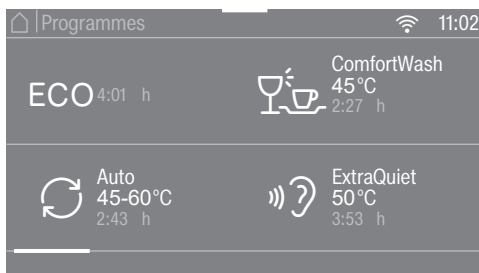 Programmes 11:02
ECO 4:01 h
ComfortWash
45°C
2:27 h
Auto
45-60°C
2:43 h
ExtraQuiet
50°C
3:53 h